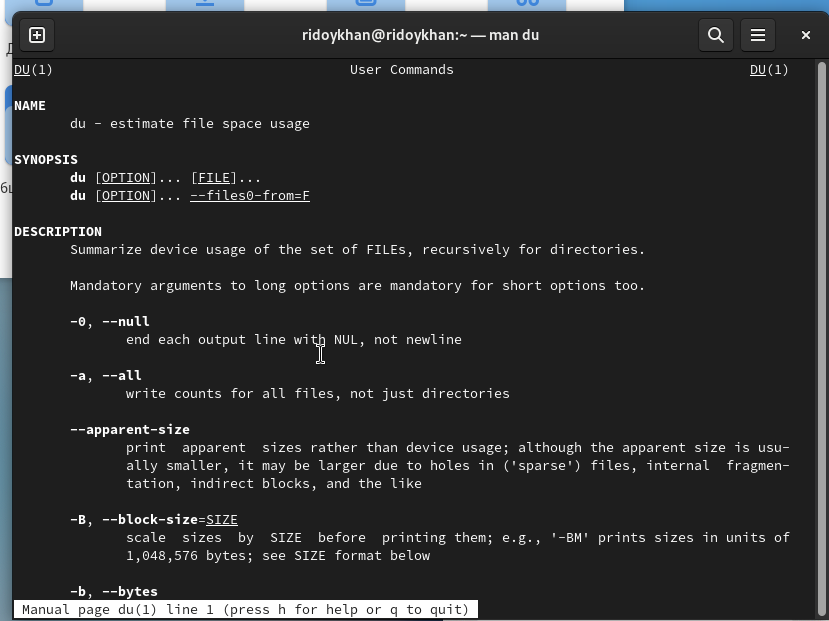 ridoykhan@ridoykhan:~ — man du
DU(1) User Commands DU(1)
NAME
du - estimate file space usage
SYNOPSIS
du [OPTION]... [FILE]...
du [OPTION]... --files0-from=F
DESCRIPTION
Summarize device usage of the set of FILEs, recursively for directories.
Mandatory arguments to long options are mandatory for short options too.
-0, --null
end each output line with NUL, not newline
-a, --all
write counts for all files, not just directories
--apparent-size
print apparent sizes rather than device usage; although the apparent size is usu-
ally smaller, it may be larger due to holes in ('sparse') files, internal fragmen-
tation, indirect blocks, and the like
-B, --block-size=SIZE
scale sizes by SIZE before printing them; e.g., '-BM' prints sizes in units of
1,048,576 bytes; see SIZE format below
-b, --bytes
Manual page du(1) line 1 (press h for help or q to quit)